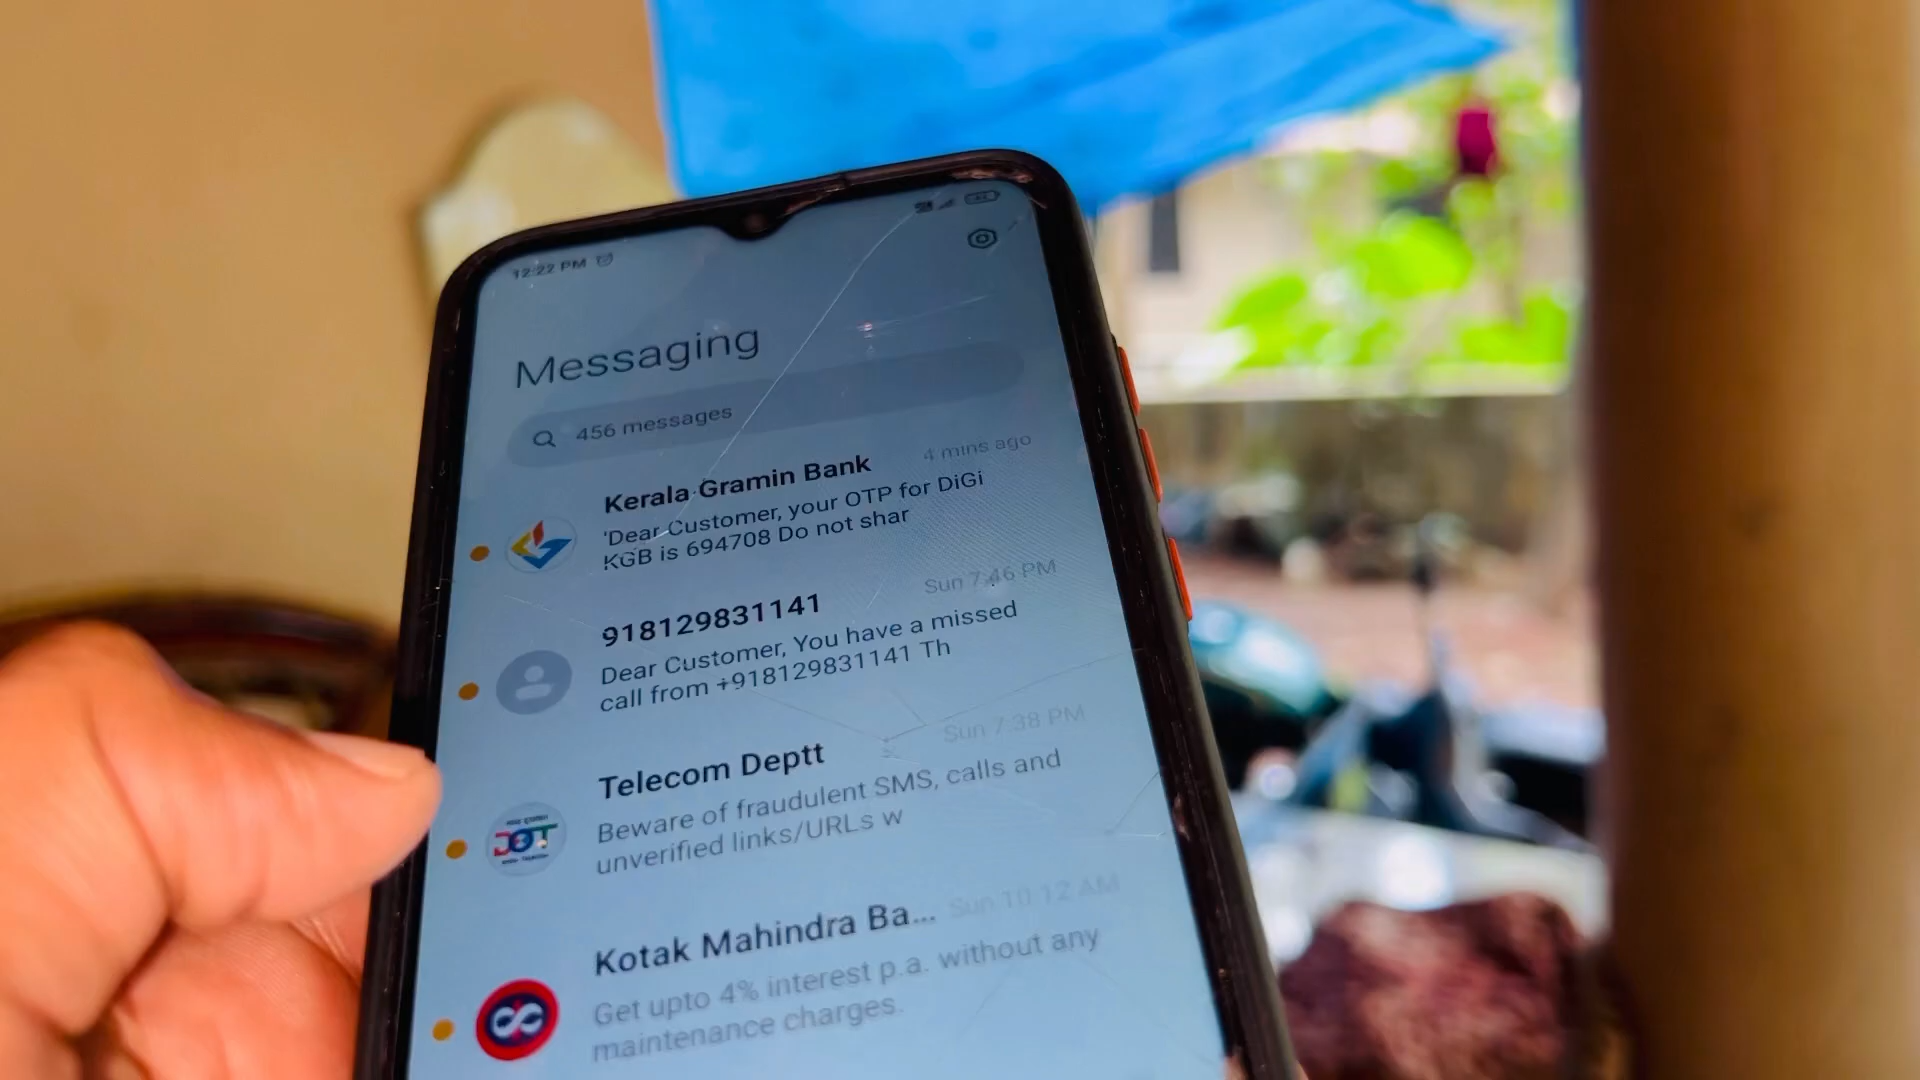 12:22 PM
Messaging
456 messages
Kerala Gramin Bank
4 mins ago
'Dear Customer, your OTP for DiGi
KGB is 694708 Do not shar
918129831141
Sun 7:46 PM
Dear Customer, You have a missed
call from +918129831141 Th
Telecom Deptt
Sun 7:38 PM
Beware of fraudulent SMS, calls and
unverified links/URLs w
DOT
Kotak Mahindra Ba...
Sun 10:12 AM
Get upto 4% interest p.a. without any
maintenance charges.